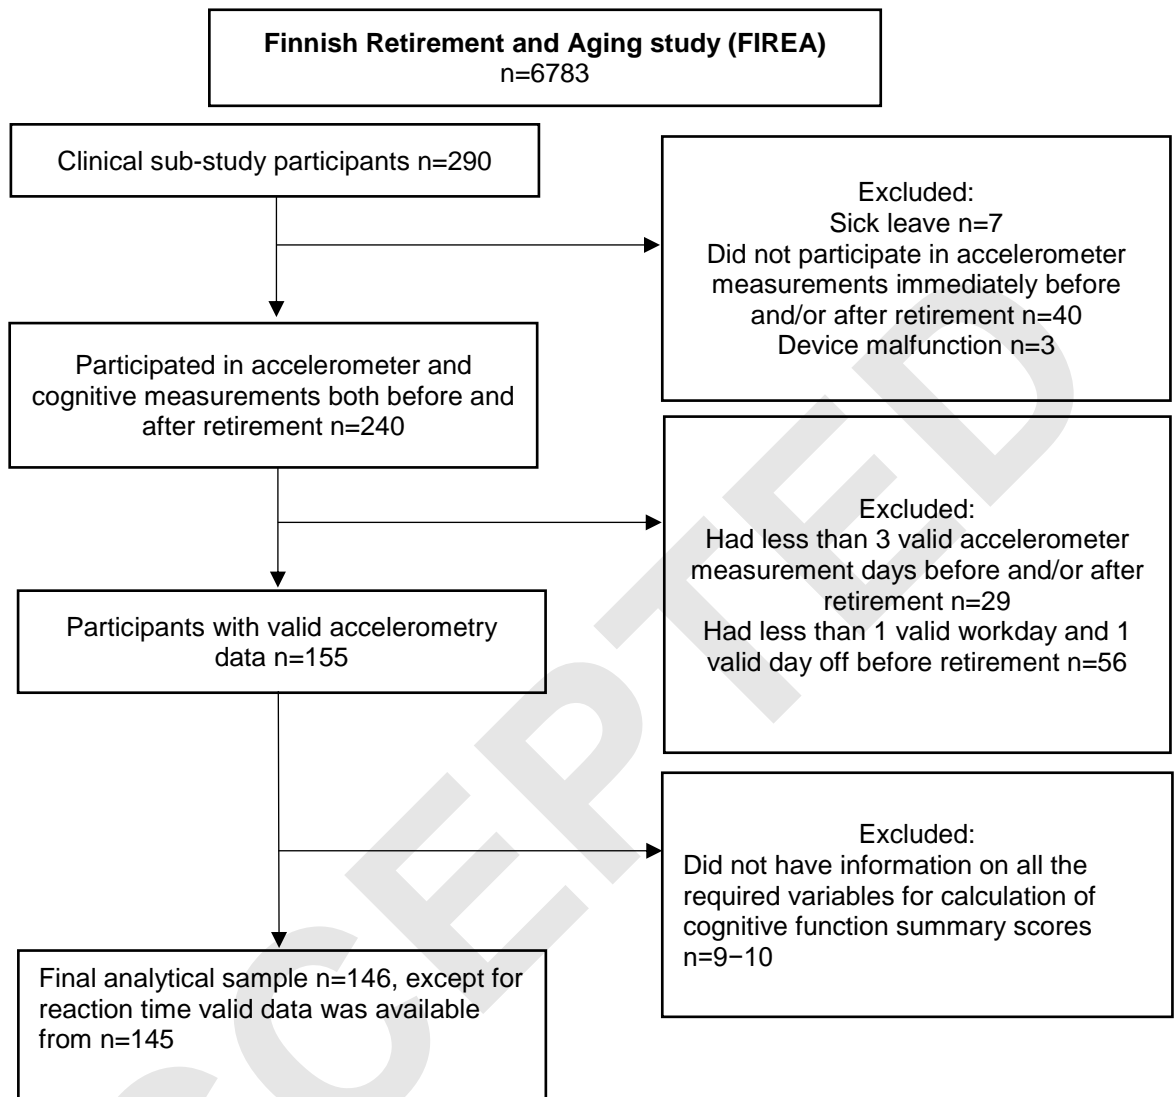 Finnish Retirement and Aging study (FIREA)
n=6783
Clinical sub-study participants n=290
Excluded:
Sick leave n=7
Did not participate in accelerometer
measurements immediately before
and/or after retirement n=40
Device malfunction n=3
Participated in accelerometer and
cognitive measurements both before and
after retirement n=240
Excluded:
Had less than 3 valid accelerometer
measurement days before and/or after
retirement n=29
Had less than 1 valid workday and 1
valid day off before retirement n=56
Participants with valid accelerometry
data n=155
Excluded:
Did not have information on all the
required variables for calculation of
cognitive function summary scores
n=9−10
Final analytical sample n=146, except for
reaction time valid data was available
from n=145
CCEPTED